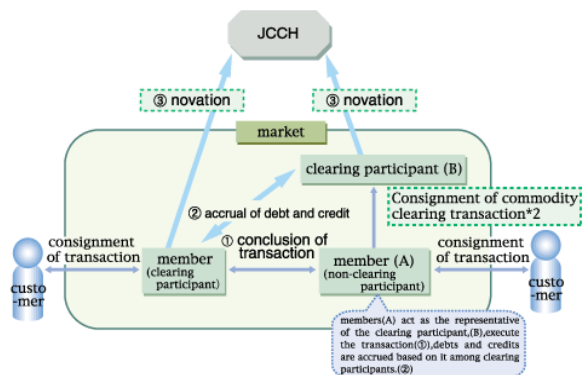 JCCH
③ novation
③ novation
market
clearing participant (B)
Consignment of commodity
clearing transaction*2
② accrual of debt and credit
① conclusion of
transaction
consignment
of transaction
member
(clearing
participant)
member (A)
(non-clearing
participant)
consignment
of transaction
custo
-mer
custo
-mer
members(A) act as the representative
of the clearing participant,(B),execute
the transaction(①),debts and credits
are accrued based on it among clearing
participants.(②)